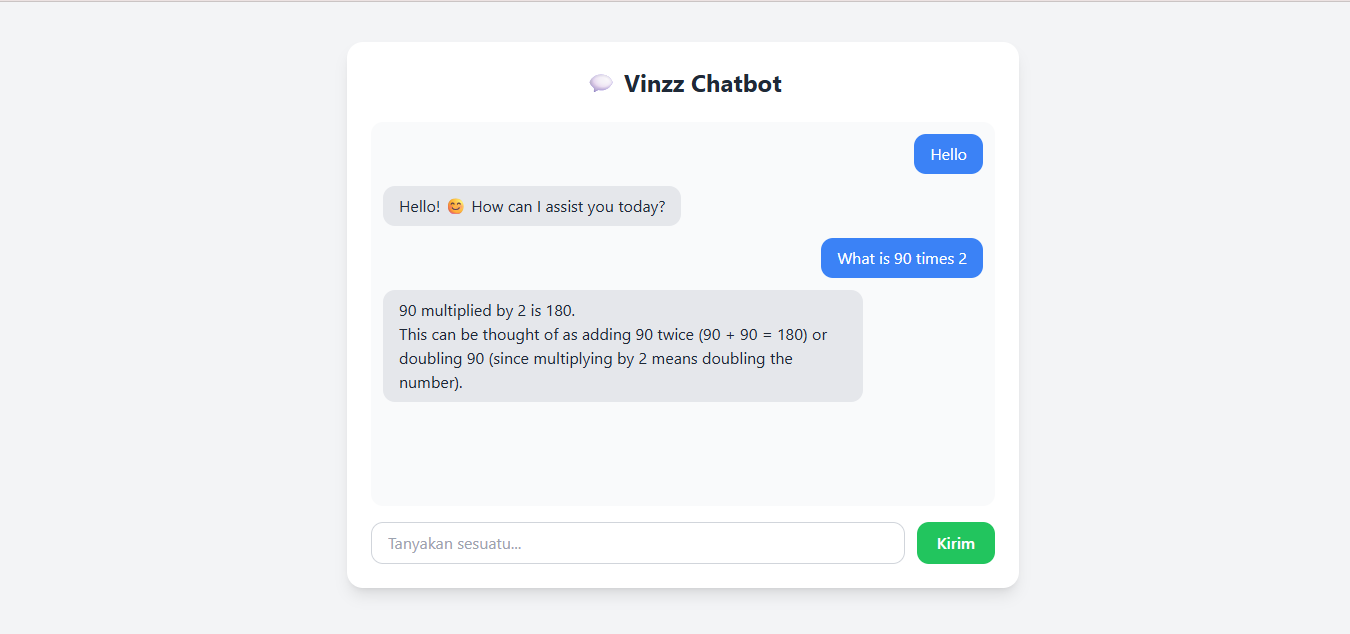 💬 Vinzz Chatbot
Hello
Hello! 😊 How can I assist you today?
What is 90 times 2
90 multiplied by 2 is 180.
This can be thought of as adding 90 twice (90 + 90 = 180) or
doubling 90 (since multiplying by 2 means doubling the
number).
Tanyakan sesuatu...
Kirim